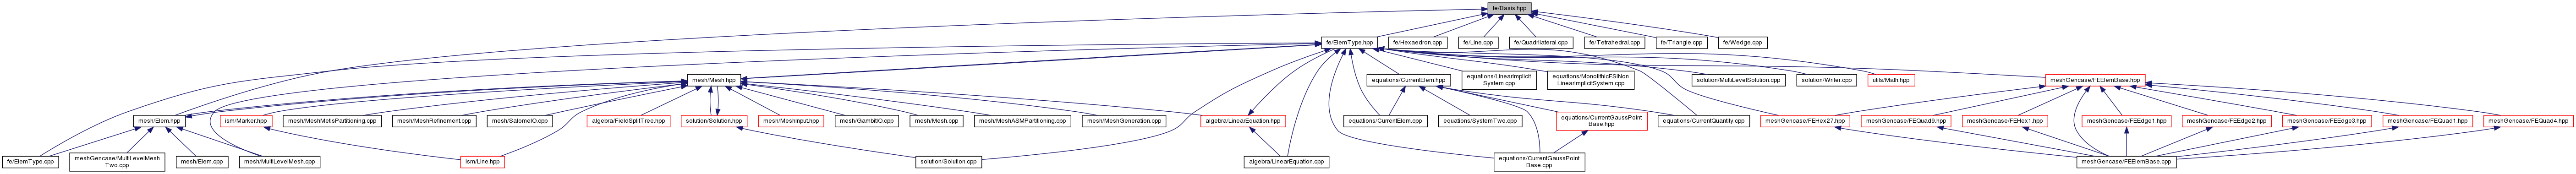 fe/Basis.hpp
fe/ElemType.hpp
fe/Hexaedron.cpp
fe/Line.cpp
fe/Quadrilateral.cpp
fe/Tetrahedral.cpp
fe/Triangle.cpp
fe/Wedge.cpp
mesh/Mesh.hpp
equations/CurrentElem.hpp
equations/LinearImplicit
System.cpp
equations/MonolithicFSINon
LinearImplicitSystem.cpp
solution/MultiLevelSolution.cpp
solution/Writer.cpp
utils/Math.hpp
meshGencase/FEElemBase.hpp
mesh/Elem.hpp
ism/Marker.hpp
mesh/MeshMetisPartitioning.cpp
mesh/MeshRefinement.cpp
mesh/SalomeIO.cpp
algebra/FieldSplitTree.hpp
solution/Solution.hpp
mesh/MeshInput.hpp
mesh/GambitIO.cpp
mesh/Mesh.cpp
mesh/MeshASMPartitioning.cpp
mesh/MeshGeneration.cpp
algebra/LinearEquation.hpp
equations/CurrentElem.cpp
equations/SystemTwo.cpp
equations/CurrentGaussPoint
Base.hpp
equations/CurrentQuantity.cpp
meshGencase/FEHex27.hpp
meshGencase/FEQuad9.hpp
meshGencase/FEHex1.hpp
meshGencase/FEEdge1.hpp
meshGencase/FEEdge2.hpp
meshGencase/FEEdge3.hpp
meshGencase/FEQuad1.hpp
meshGencase/FEQuad4.hpp
fe/ElemType.cpp
meshGencase/MultiLevelMesh
Two.cpp
mesh/Elem.cpp
mesh/MultiLevelMesh.cpp
ism/Line.hpp
solution/Solution.cpp
algebra/LinearEquation.cpp
equations/CurrentGaussPoint
Base.cpp
meshGencase/FEElemBase.cpp